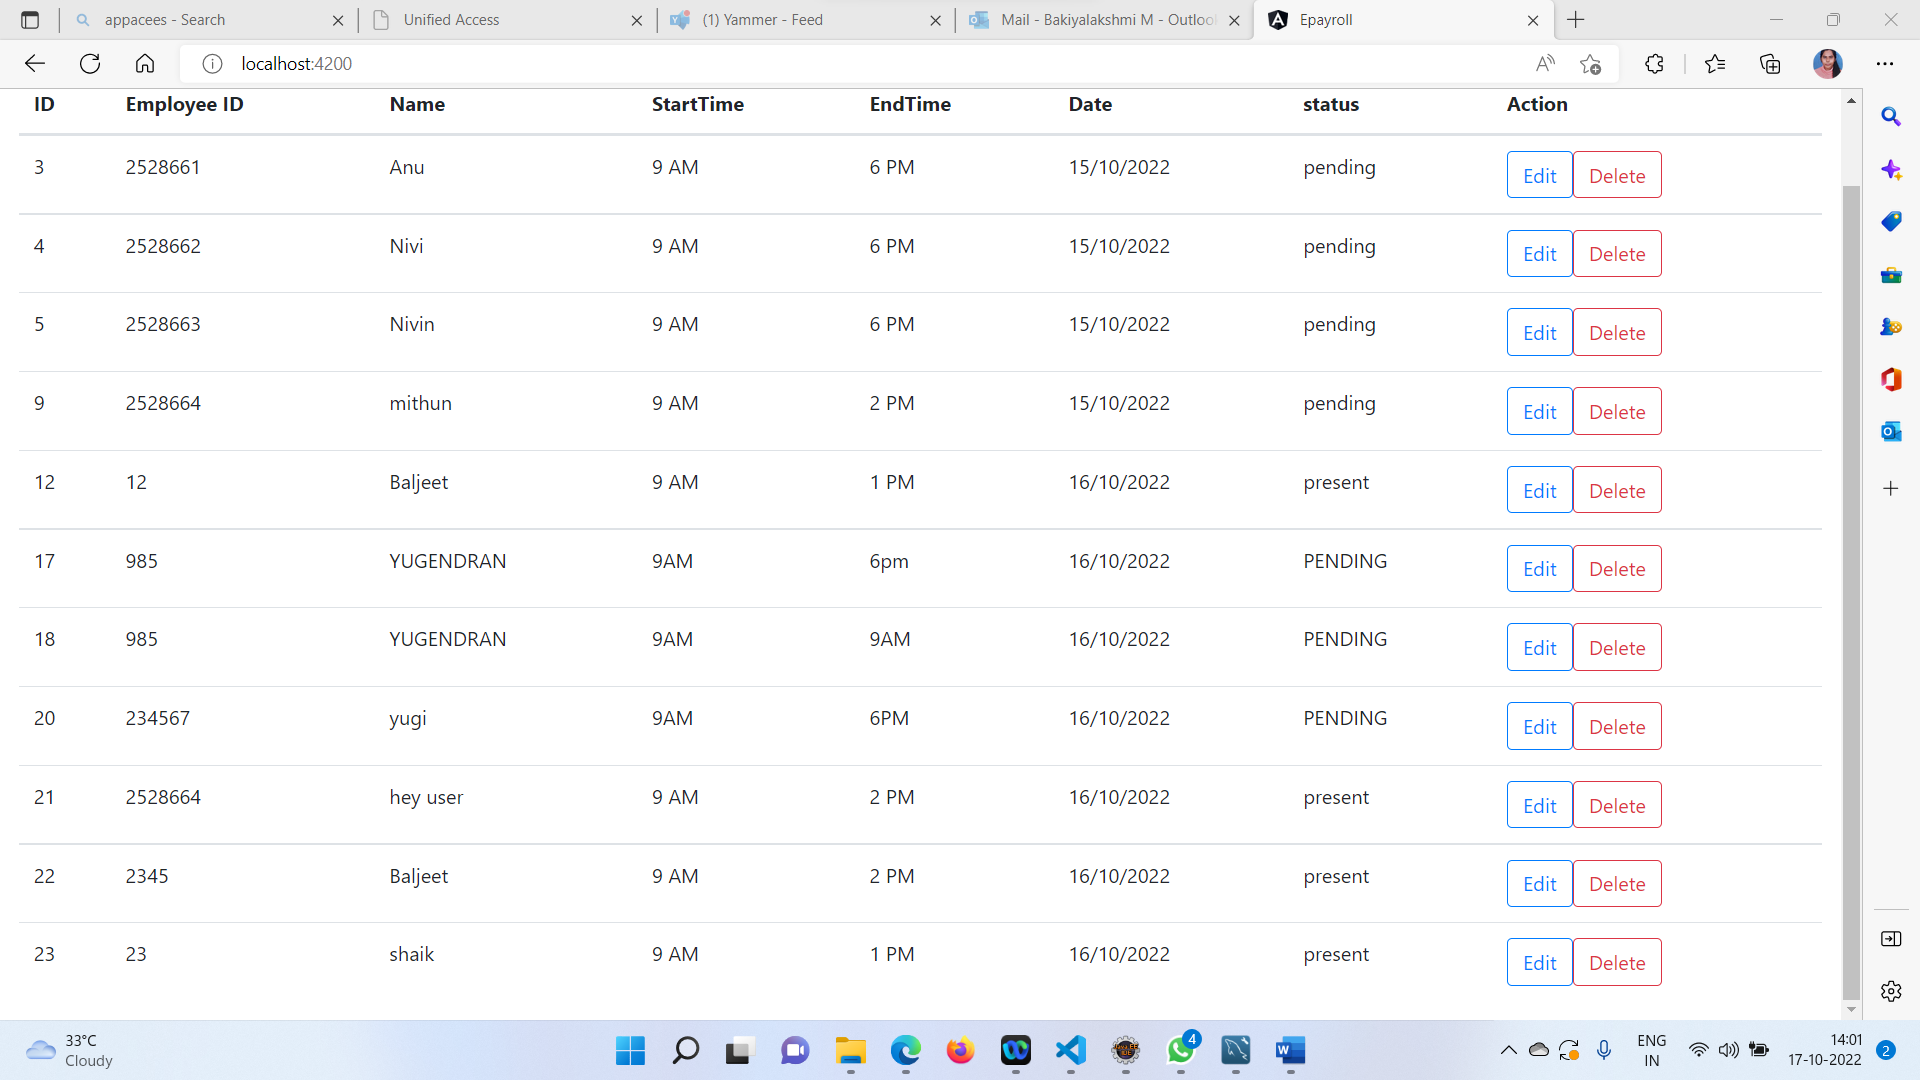 appacees - Search
Unified Access
(1) Yammer - Feed
Mail - Bakiyalakshmi M - Outloo
Epayroll
localhost:4200
ID Employee ID Name StartTime EndTime Date status Action
3 2528661 Anu 9 AM 6 PM 15/10/2022 pending Edit Delete
4 2528662 Nivi 9 AM 6 PM 15/10/2022 pending Edit Delete
5 2528663 Nivin 9 AM 6 PM 15/10/2022 pending Edit Delete
9 2528664 mithun 9 AM 2 PM 15/10/2022 pending Edit Delete
12 12 Baljeet 9 AM 1 PM 16/10/2022 present Edit Delete
17 985 YUGENDRAN 9AM 6pm 16/10/2022 PENDING Edit Delete
18 985 YUGENDRAN 9AM 9AM 16/10/2022 PENDING Edit Delete
20 234567 yugi 9AM 6PM 16/10/2022 PENDING Edit Delete
21 2528664 hey user 9 AM 2 PM 16/10/2022 present Edit Delete
22 2345 Baljeet 9 AM 2 PM 16/10/2022 present Edit Delete
23 23 shaik 9 AM 1 PM 16/10/2022 present Edit Delete
33°C
Cloudy
4
ENG
IN
14:01
17-10-2022
2